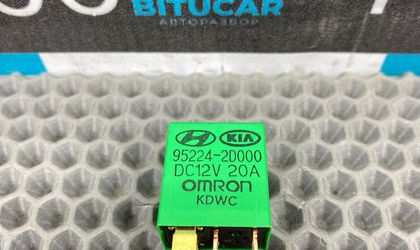 BITUCAR
АВТОРАЗБОР
KIA
95224-2D000
DC12V 20A
OMRON
KDWC